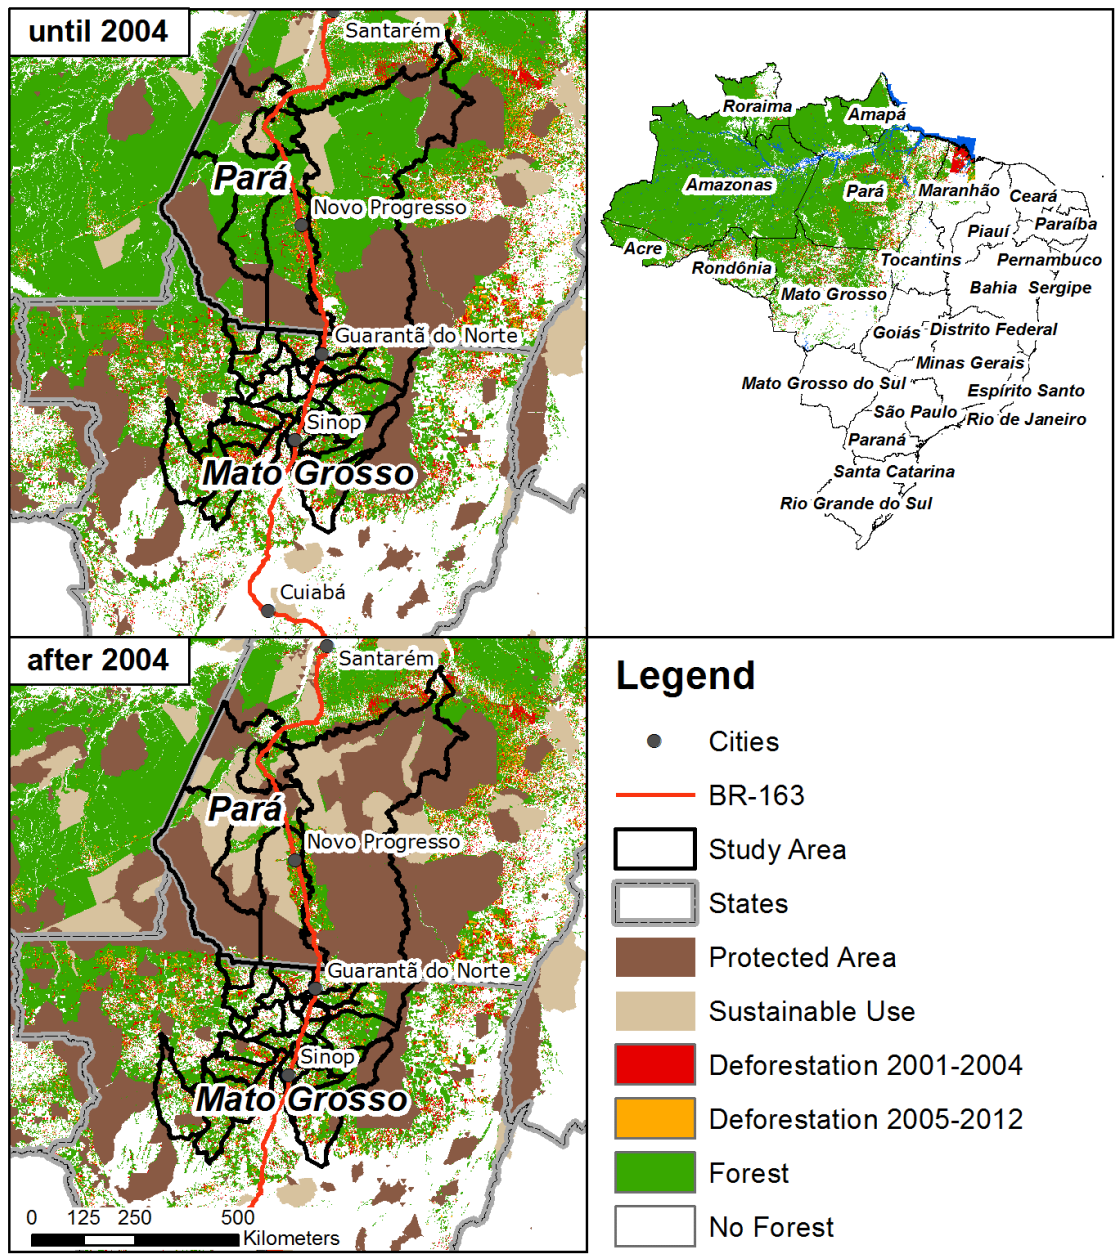 until 2004
Santarém
Pará
Novo Progresso
Guarantã do Norte
Sinop
Mato Grosso
Cuiabá
Roraima
Amapá
Amazonas
Pará
Maranhão
Ceará
Acre
Rondônia
Piauí
Paraíba
Tocantins
Pernambuco
Mato Grosso
Bahia
Sergipe
Goiás
Distrito Federal
Minas Gerais
Mato Grosso do Sul
Espírito Santo
São Paulo
Rio de Janeiro
Paraná
Santa Catarina
Rio Grande do Sul
after 2004
Santarém
Pará
Novo Progresso
Guarantã do Norte
Sinop
Mato Grosso
0 125 250 500
Kilometers
Legend
Cities
BR-163
Study Area
States
Protected Area
Sustainable Use
Deforestation 2001-2004
Deforestation 2005-2012
Forest
No Forest